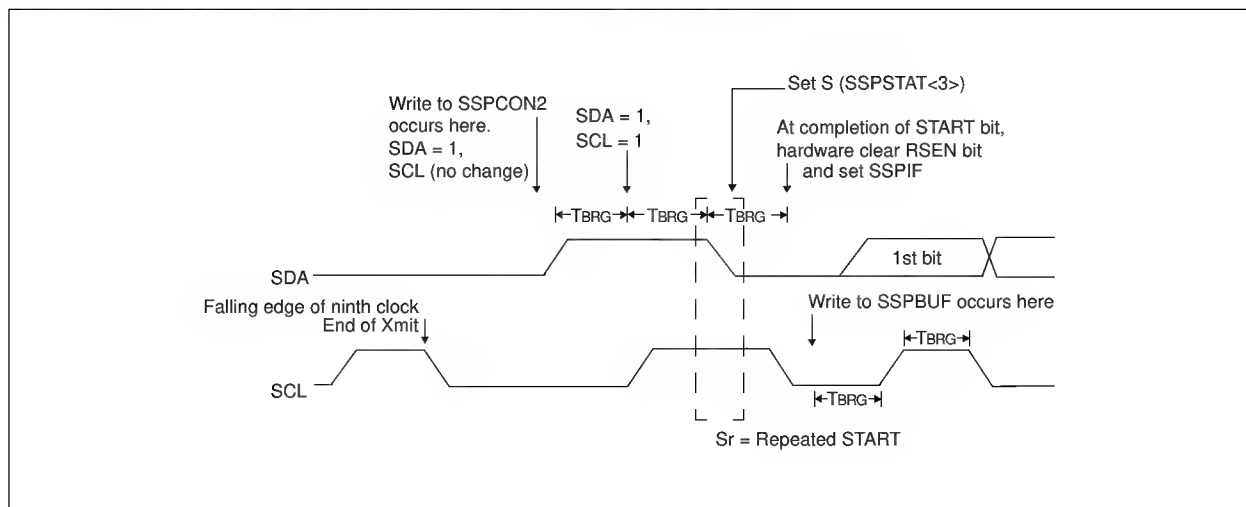 Set S (SSPSTAT<3>)
Write to SSPCON2
occurs here.
SDA = 1,
SCL (no change)
SDA = 1,
SCL = 1
At completion of START bit,
hardware clear RSEN bit
and set SSPIF
TBRG
TBRG
TBRG
SDA
1st bit
Falling edge of ninth clock
End of Xmit
Write to SSPBUF occurs here
TBRG
SCL
TBRG
Sr = Repeated START